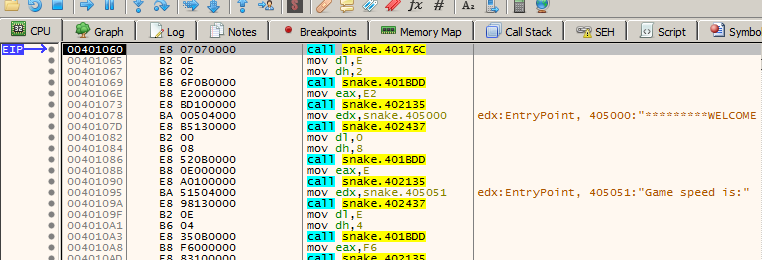 fx #
CPU Graph Log Notes Breakpoints Memory Map Call Stack SEH Script Symbo
EIP 00401060 E8 07070000 call snake.40176C
00401065 B2 0E mov dl,E
00401067 B6 02 mov dh,2
00401069 E8 6F0B0000 call snake.401BDD
0040106E B8 E2000000 mov eax,E2
00401073 E8 BD100000 call snake.402135
00401078 BA 00504000 mov edx,snake.405000 edx:EntryPoint, 405000:"*********WELCOME
0040107D E8 B5130000 call snake.402437
00401082 B2 00 mov dl,0
00401084 B6 08 mov dh,8
00401086 E8 520B0000 call snake.401BDD
0040108B B8 0E000000 mov eax,E
00401090 E8 A0100000 call snake.402135
00401095 BA 51504000 mov edx,snake.405051 edx:EntryPoint, 405051:"Game speed is:"
0040109A E8 98130000 call snake.402437
0040109F B2 0E mov dl,E
004010A1 B6 04 mov dh,4
004010A3 E8 350B0000 call snake.401BDD
004010A8 B8 F6000000 mov eax,F6
004010AD E8 83100000 call snake.402135